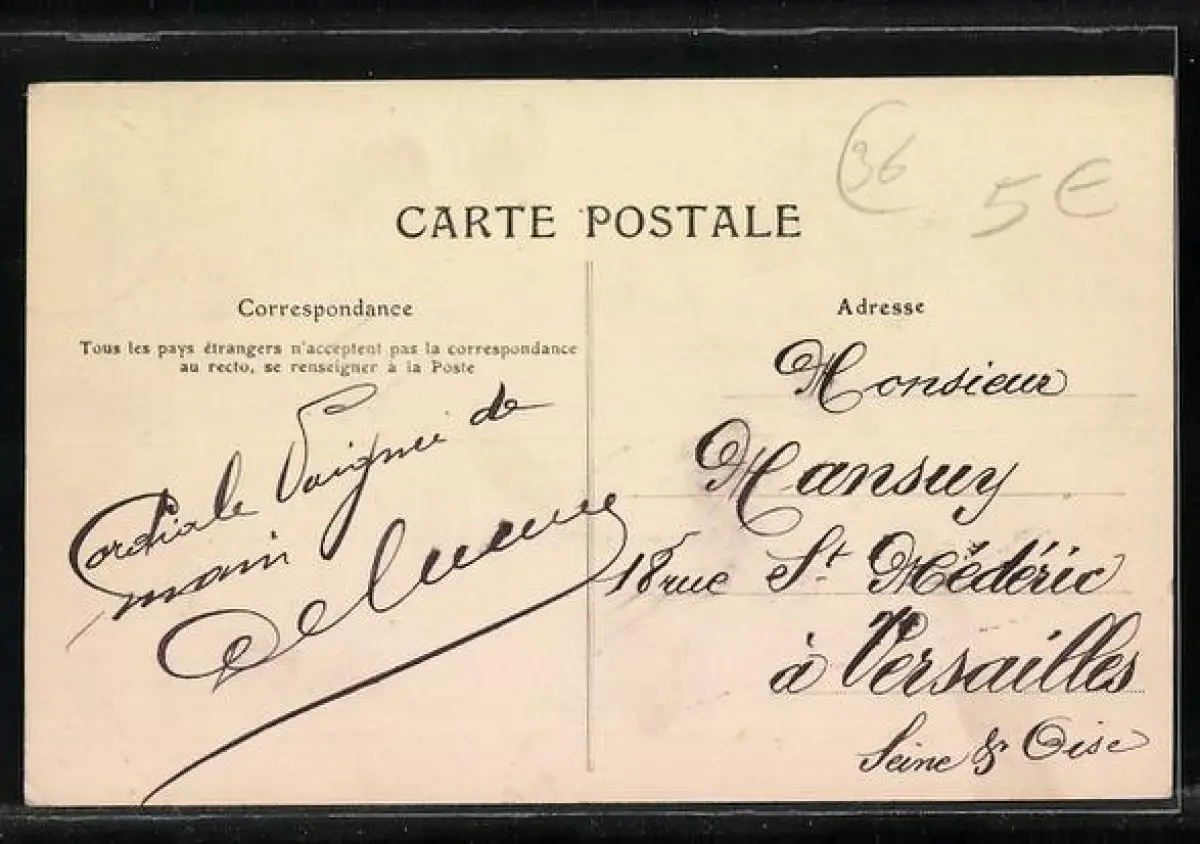 36
5€
CARTE POSTALE
Correspondance
Tous les pays étrangers n'acceptent pas la correspondance
au recto, se renseigner à la Poste
Cordiale Poignée de
main
Adresse
Monsieur
Mansuy
18 rue St. Médéric
à Versailles
Seine & Oise